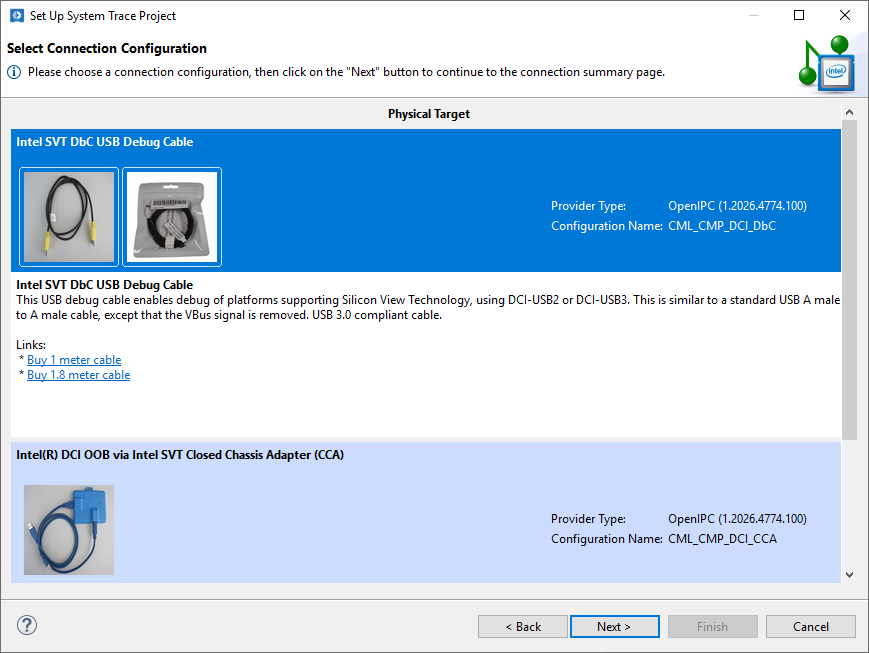 Set Up System Trace Project
Select Connection Configuration
Please choose a connection configuration, then click on the "Next" button to continue to the connection summary page.
intel
Physical Target
Intel SVT DbC USB Debug Cable
Provider Type: OpenIPC (1.2026.4774.100)
Configuration Name: CML_CMP_DCI_DbC
Intel SVT DbC USB Debug Cable
This USB debug cable enables debug of platforms supporting Silicon View Technology, using DCI-USB2 or DCI-USB3. This is similar to a standard USB A male
to A male cable, except that the VBus signal is removed. USB 3.0 compliant cable.
Links:
* Buy 1 meter cable
* Buy 1.8 meter cable
Intel(R) DCI OOB via Intel SVT Closed Chassis Adapter (CCA)
Provider Type: OpenIPC (1.2026.4774.100)
Configuration Name: CML_CMP_DCI_CCA
? < Back Next > Finish Cancel